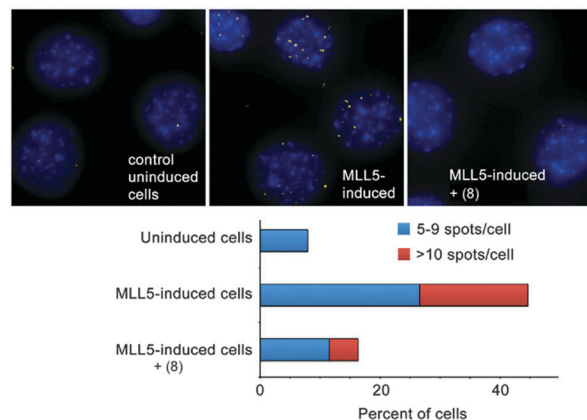 control
uninduced
cells
MLL5-
induced
MLL5-induced
+ (8)
5-9 spots/cell
>10 spots/cell
Uninduced cells
MLL5-induced cells
MLL5-induced cells
+ (8)
0
20
40
Percent of cells